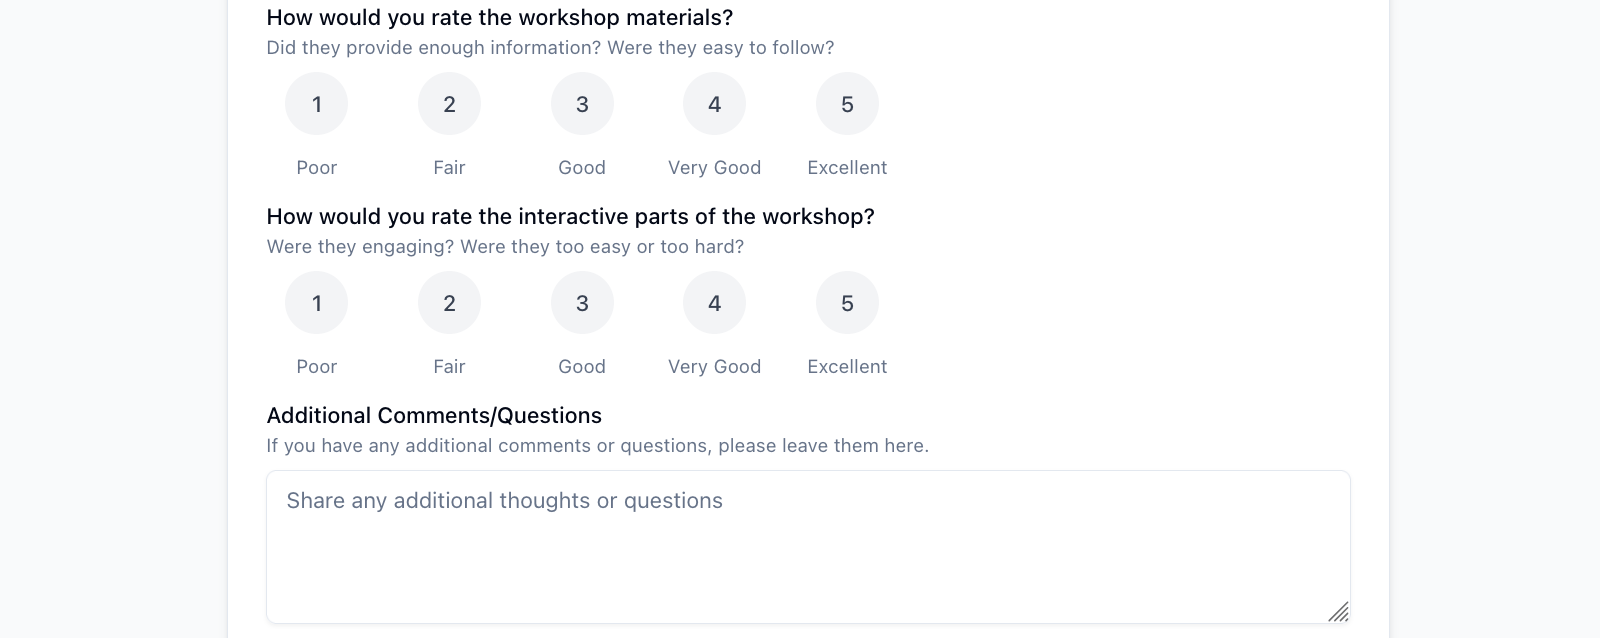 How would you rate the workshop materials?
Did they provide enough information? Were they easy to follow?
1 2 3 4 5
Poor Fair Good Very Good Excellent
How would you rate the interactive parts of the workshop?
Were they engaging? Were they too easy or too hard?
1 2 3 4 5
Poor Fair Good Very Good Excellent
Additional Comments/Questions
If you have any additional comments or questions, please leave them here.
Share any additional thoughts or questions